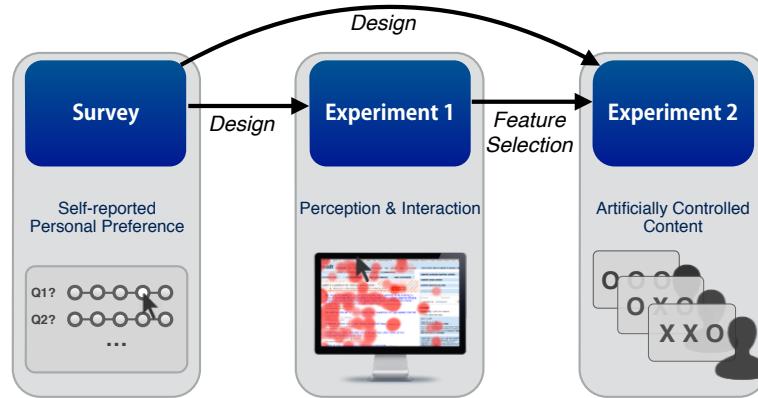 Design
Survey
Design
Experiment 1
Feature
Selection
Experiment 2
Self-reported
Personal Preference
Perception & Interaction
Artificially Controlled
Content
Q1?
Q2?
...
O O O
O X O
X X O